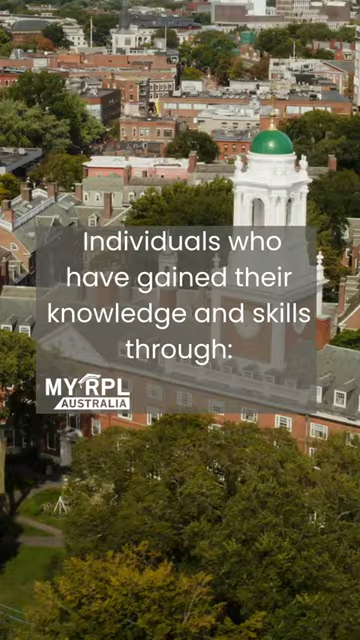 Individuals who
have gained their
knowledge and skills
through:
MY RPL
AUSTRALIA